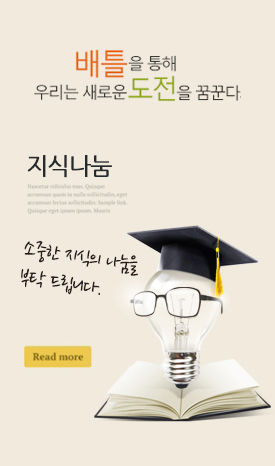 배틀을 통해
우리는 새로운 도전을 꿈꾼다.
지식나눔
Nascetur ridiculus mus. Quisque
accumsan quam in nulla sollicitudin, eget
accumsan lectus sollicitudin. Sample link.
Quisque eget ipsum ipsum. Mauris
소중한 지식의 나눔을
부탁 드립니다.
Read more